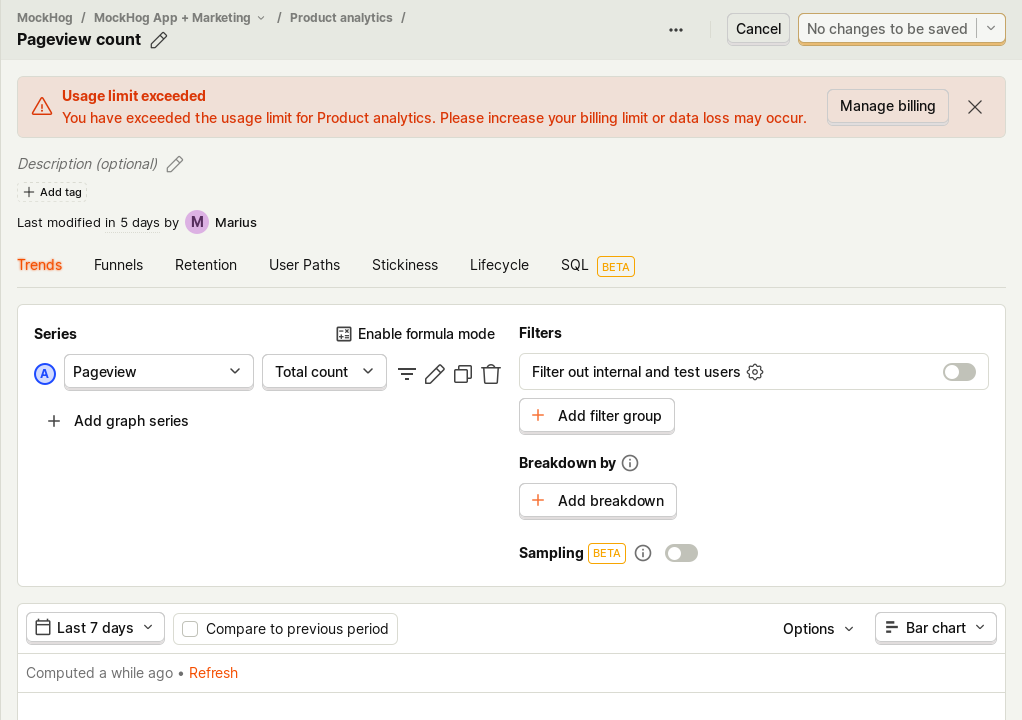 MockHog / MockHog App + Marketing / Product analytics /
Pageview count
Cancel
No changes to be saved
Usage limit exceeded
You have exceeded the usage limit for Product analytics. Please increase your billing limit or data loss may occur.
Manage billing
Description (optional)
Add tag
Last modified in 5 days by M Marius
Trends Funnels Retention User Paths Stickiness Lifecycle SQL BETA
Series
Enable formula mode
A Pageview Total count
Add graph series
Filters
Filter out internal and test users
Add filter group
Breakdown by
Add breakdown
Sampling BETA
Last 7 days Compare to previous period Options Bar chart
Computed a while ago • Refresh